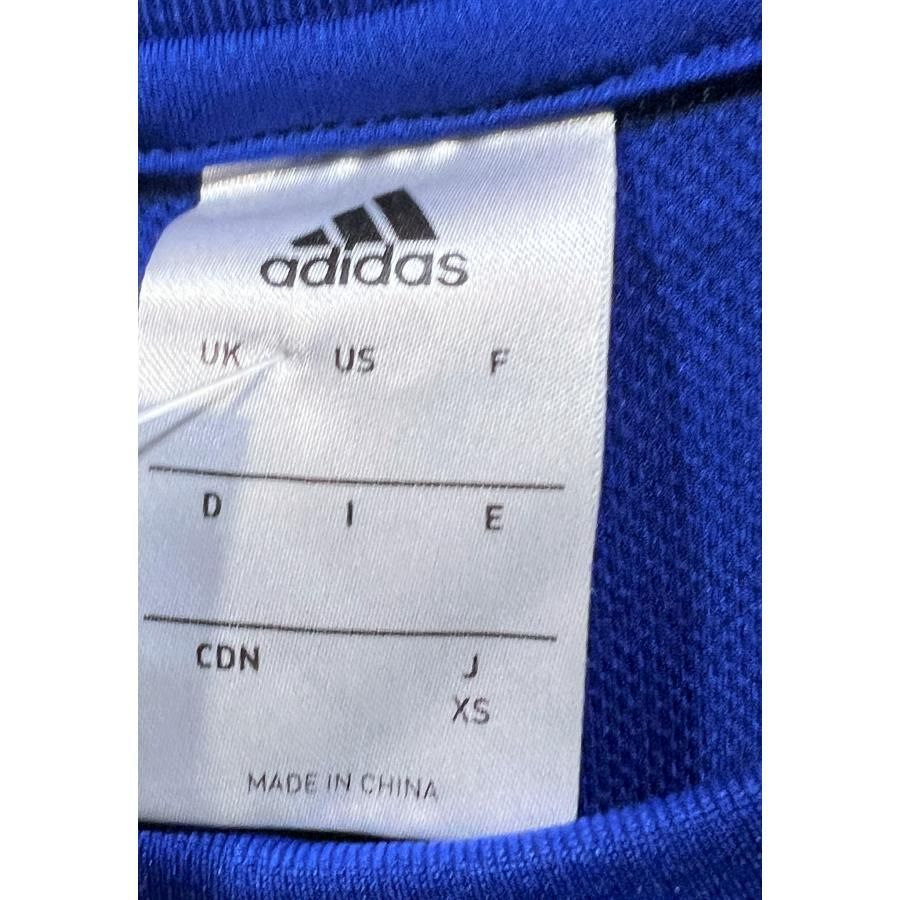 adidas
UK US F
D I E
CDN J
XS
MADE IN CHINA